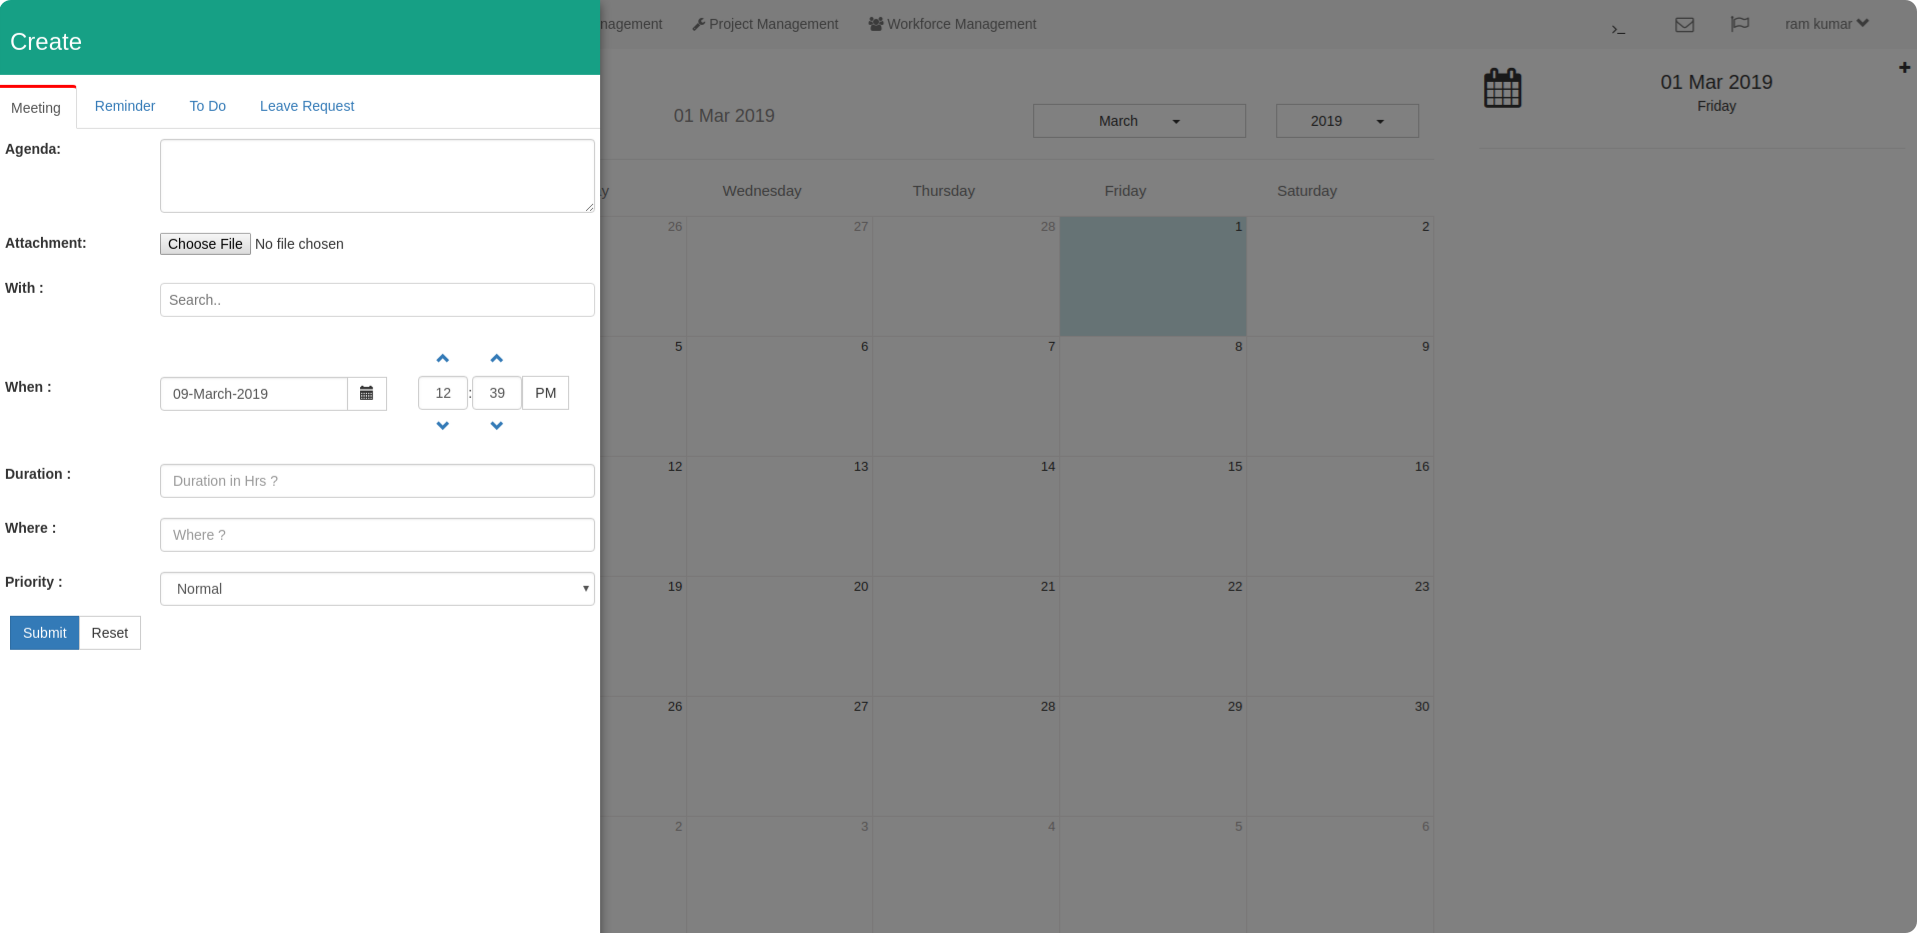 Create
Meeting Reminder To Do Leave Request
Agenda:
Attachment: Choose File No file chosen
With : Search..
When : 09-March-2019 12 : 39 PM
Duration : Duration in Hrs ?
Where : Where ?
Priority : Normal
Submit Reset
nagement Project Management Workforce Management >_ ram kumar
01 Mar 2019 March 2019
y Wednesday Thursday Friday Saturday
26 27 28 1 2
5 6 7 8 9
12 13 14 15 16
19 20 21 22 23
26 27 28 29 30
2 3 4 5 6
01 Mar 2019
Friday